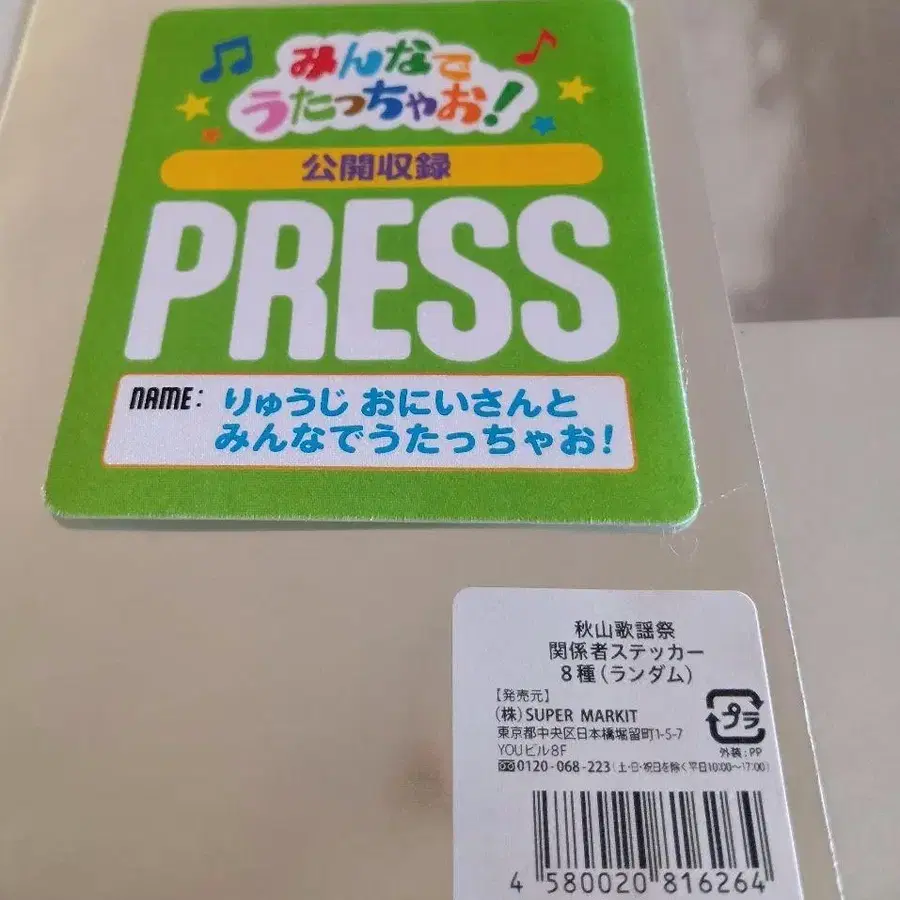 みんなで
うたっちゃお!
公開収録
PRESS
NAME: りゅうじ おにいさんと
みんなでうたっちゃお!
秋山歌謡祭
関係者ステッカー
8種(ランダム)
【発売元】
(株)SUPER MARKIT
東京都中央区日本橋堀留町1-5-7
YOUビル8F
0120-068-223(土・日・祝日を除く平日10:00〜17:00)
プラ
外装:PP
4 580020 816264